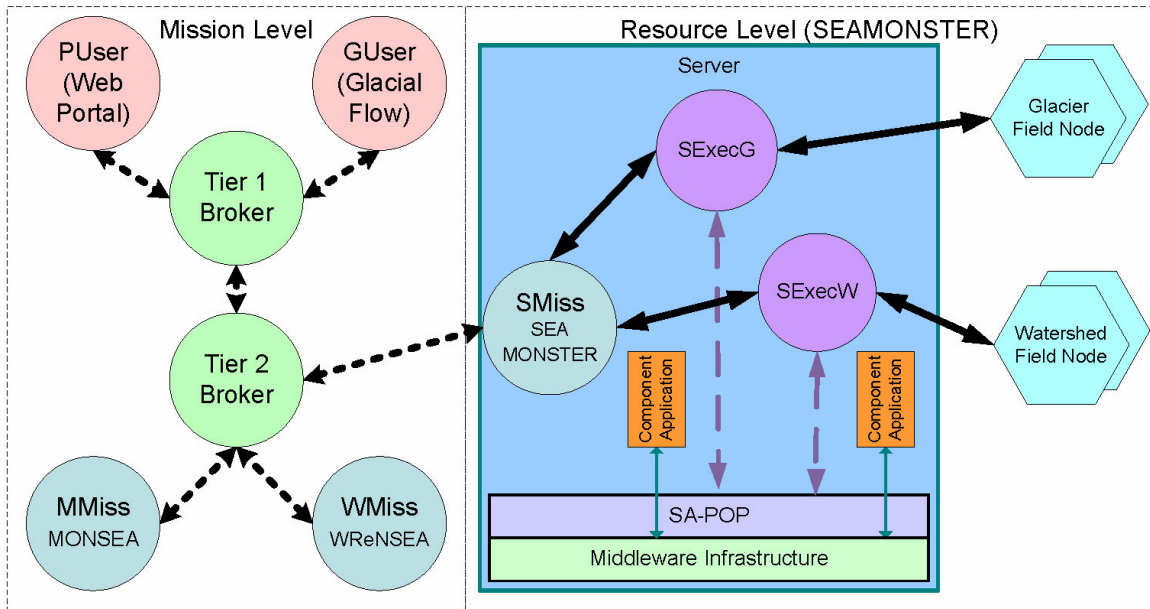 Mission Level
PUser
(Web
Portal)
GUser
(Glacial
Flow)
Tier 1
Broker
Tier 2
Broker
MMiss
MONSEA
WMiss
WReNSEA
Resource Level (SEAMONSTER)
Server
SExecG
Glacier
Field Node
SExecW
SMiss
SEA
MONSTER
Watershed
Field Node
Component
Application
Component
Application
SA-POP
Middleware Infrastructure